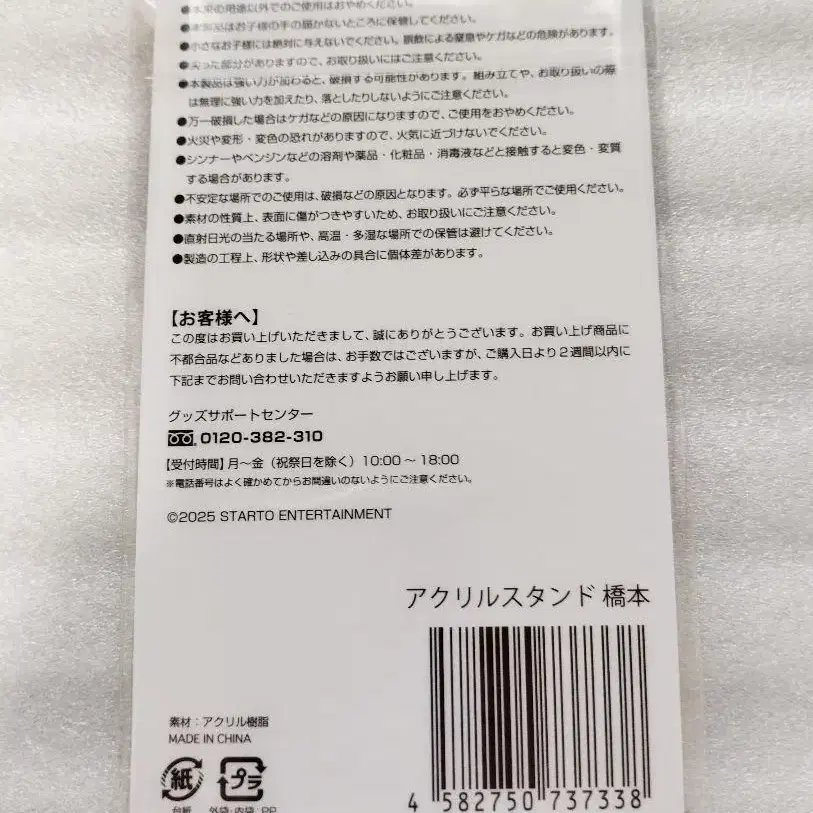 ●本来の用途以外でのご使用はおやめください。
●本製品はお子様の手の届かないところに保管してください。
●小さなお子様には絶対に与えないでください。誤飲による窒息やケガなどの危険があります。
●尖った部分がありますので、お取り扱いにはご注意ください。
●本製品は強い力が加わると、破損する可能性があります。組み立てや、お取り扱いの際
は無理に強い力を加えたり、落としたりしないようにご注意ください。
●万一破損した場合はケガなどの原因になりますので、ご使用をおやめください。
●火災や変形・変色の恐れがありますので、火気に近づけないでください。
●シンナーやベンジンなどの溶剤や薬品・化粧品・消毒液などと接触すると変色・変質
する場合があります。
●不安定な場所でのご使用は、破損などの原因となります。必ず平らな場所でご使用ください。
●素材の性質上、表面に傷がつきやすいため、お取り扱いにご注意ください。
●直射日光の当たる場所や、高温・多湿な場所での保管は避けてください。
●製造の工程上、形状や差し込みの具合に個体差があります。
【お客様へ】
この度はお買い上げいただきまして、誠にありがとうございます。お買い上げ商品に
不都合品などありました場合は、お手数ではございますが、ご購入日より2週間以内に
下記までお問い合わせいただきますようお願い申し上げます。
グッズサポートセンター
0120-382-310
【受付時間】月～金（祝祭日を除く）10:00～18:00
※電話番号はよく確かめてからお間違いのないようにご注意ください。
©2025 STARTO ENTERTAINMENT
アクリルスタンド 橋本
素材：アクリル樹脂
MADE IN CHINA
紙 プラ
台紙 外袋・内袋：PP
4 582750 737338